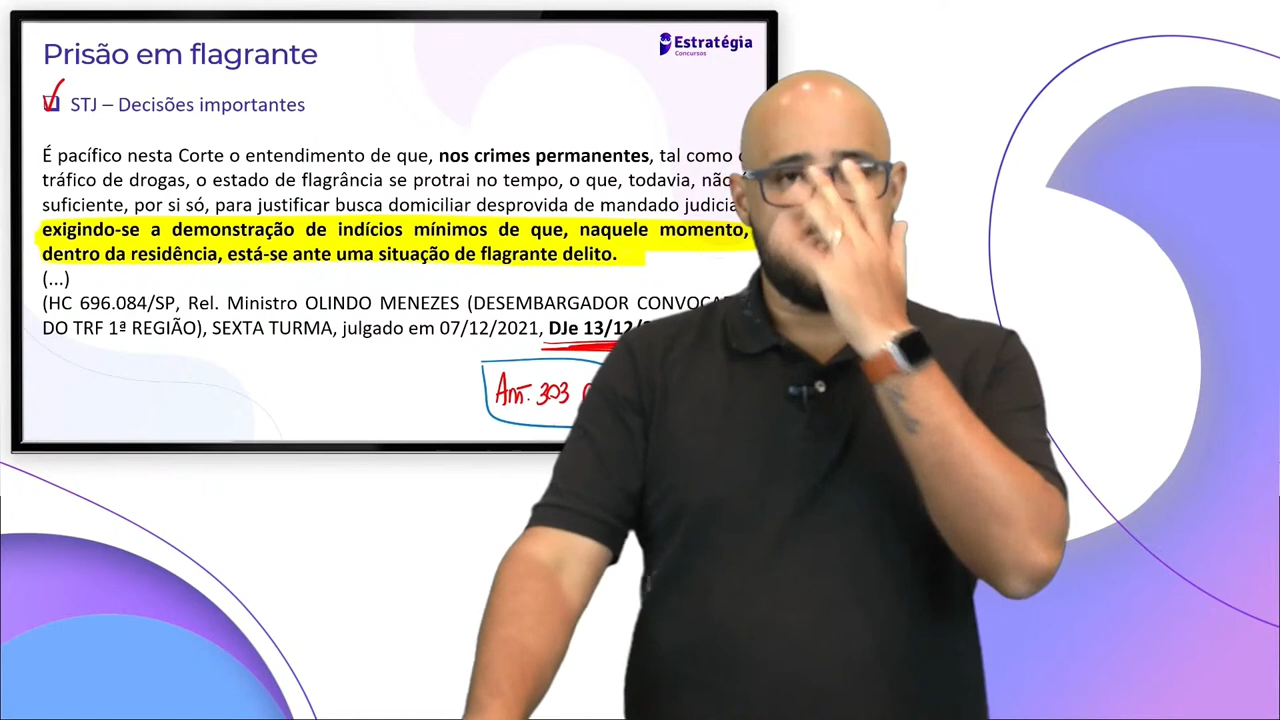 Prisão em flagrante
Estratégia
Concursos
STJ – Decisões importantes
É pacífico nesta Corte o entendimento de que, nos crimes permanentes, tal como
tráfico de drogas, o estado de flagrância se protrai no tempo, o que, todavia, não
suficiente, por si só, para justificar busca domiciliar desprovida de mandado
exigindo-se a demonstração de indícios mínimos de que, naquele momento,
dentro da residência, está-se ante uma situação de flagrante delito.
(...)
(HC 696.084/SP, Rel. Ministro OLINDO MENEZES (DESEMBARGADOR
DO TRF 1ª REGIÃO), SEXTA TURMA, julgado em 07/12/2021, DJe 13/12/
Art. 303